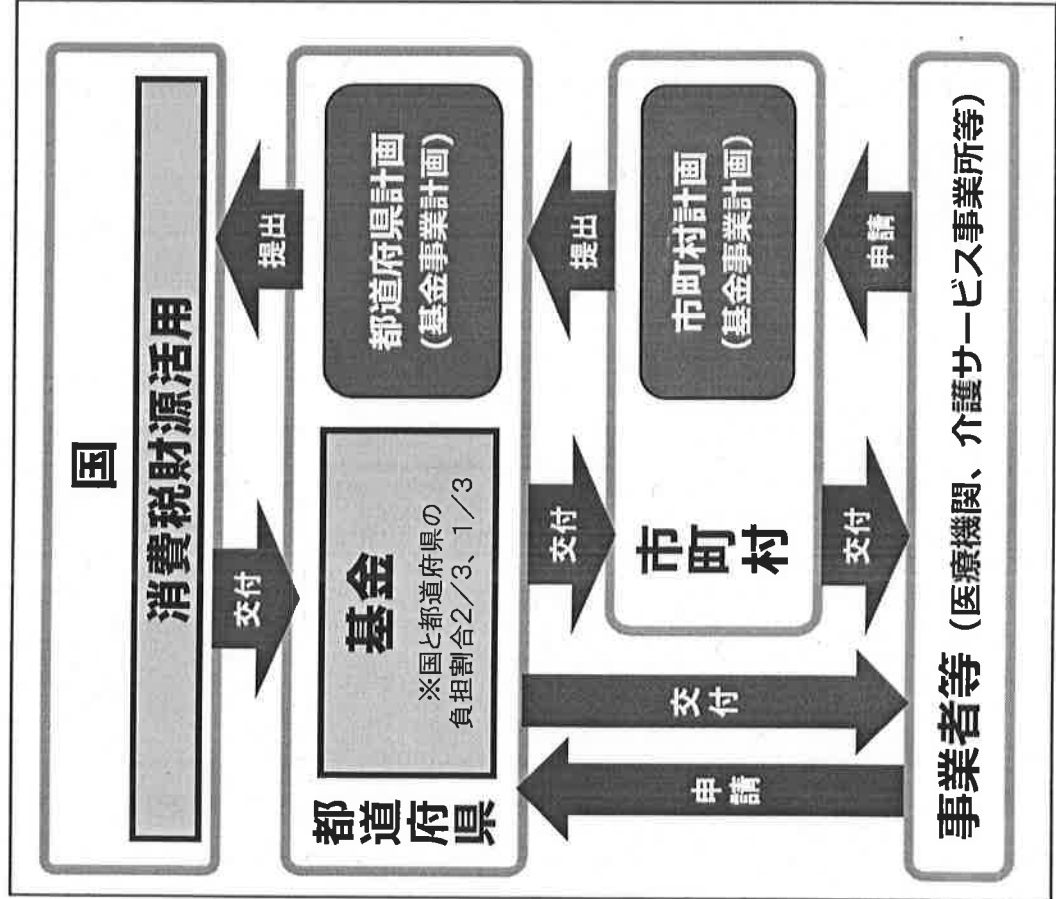 国
消費税財源活用
交付
提出
都道府県
基金
※国と都道府県の
負担割合2/3、1/3
都道府県計画
(基金事業計画)
申請
交付
交付
提出
市町村
市町村計画
(基金事業計画)
交付
申請
事業者等(医療機関、介護サービス事業所等)